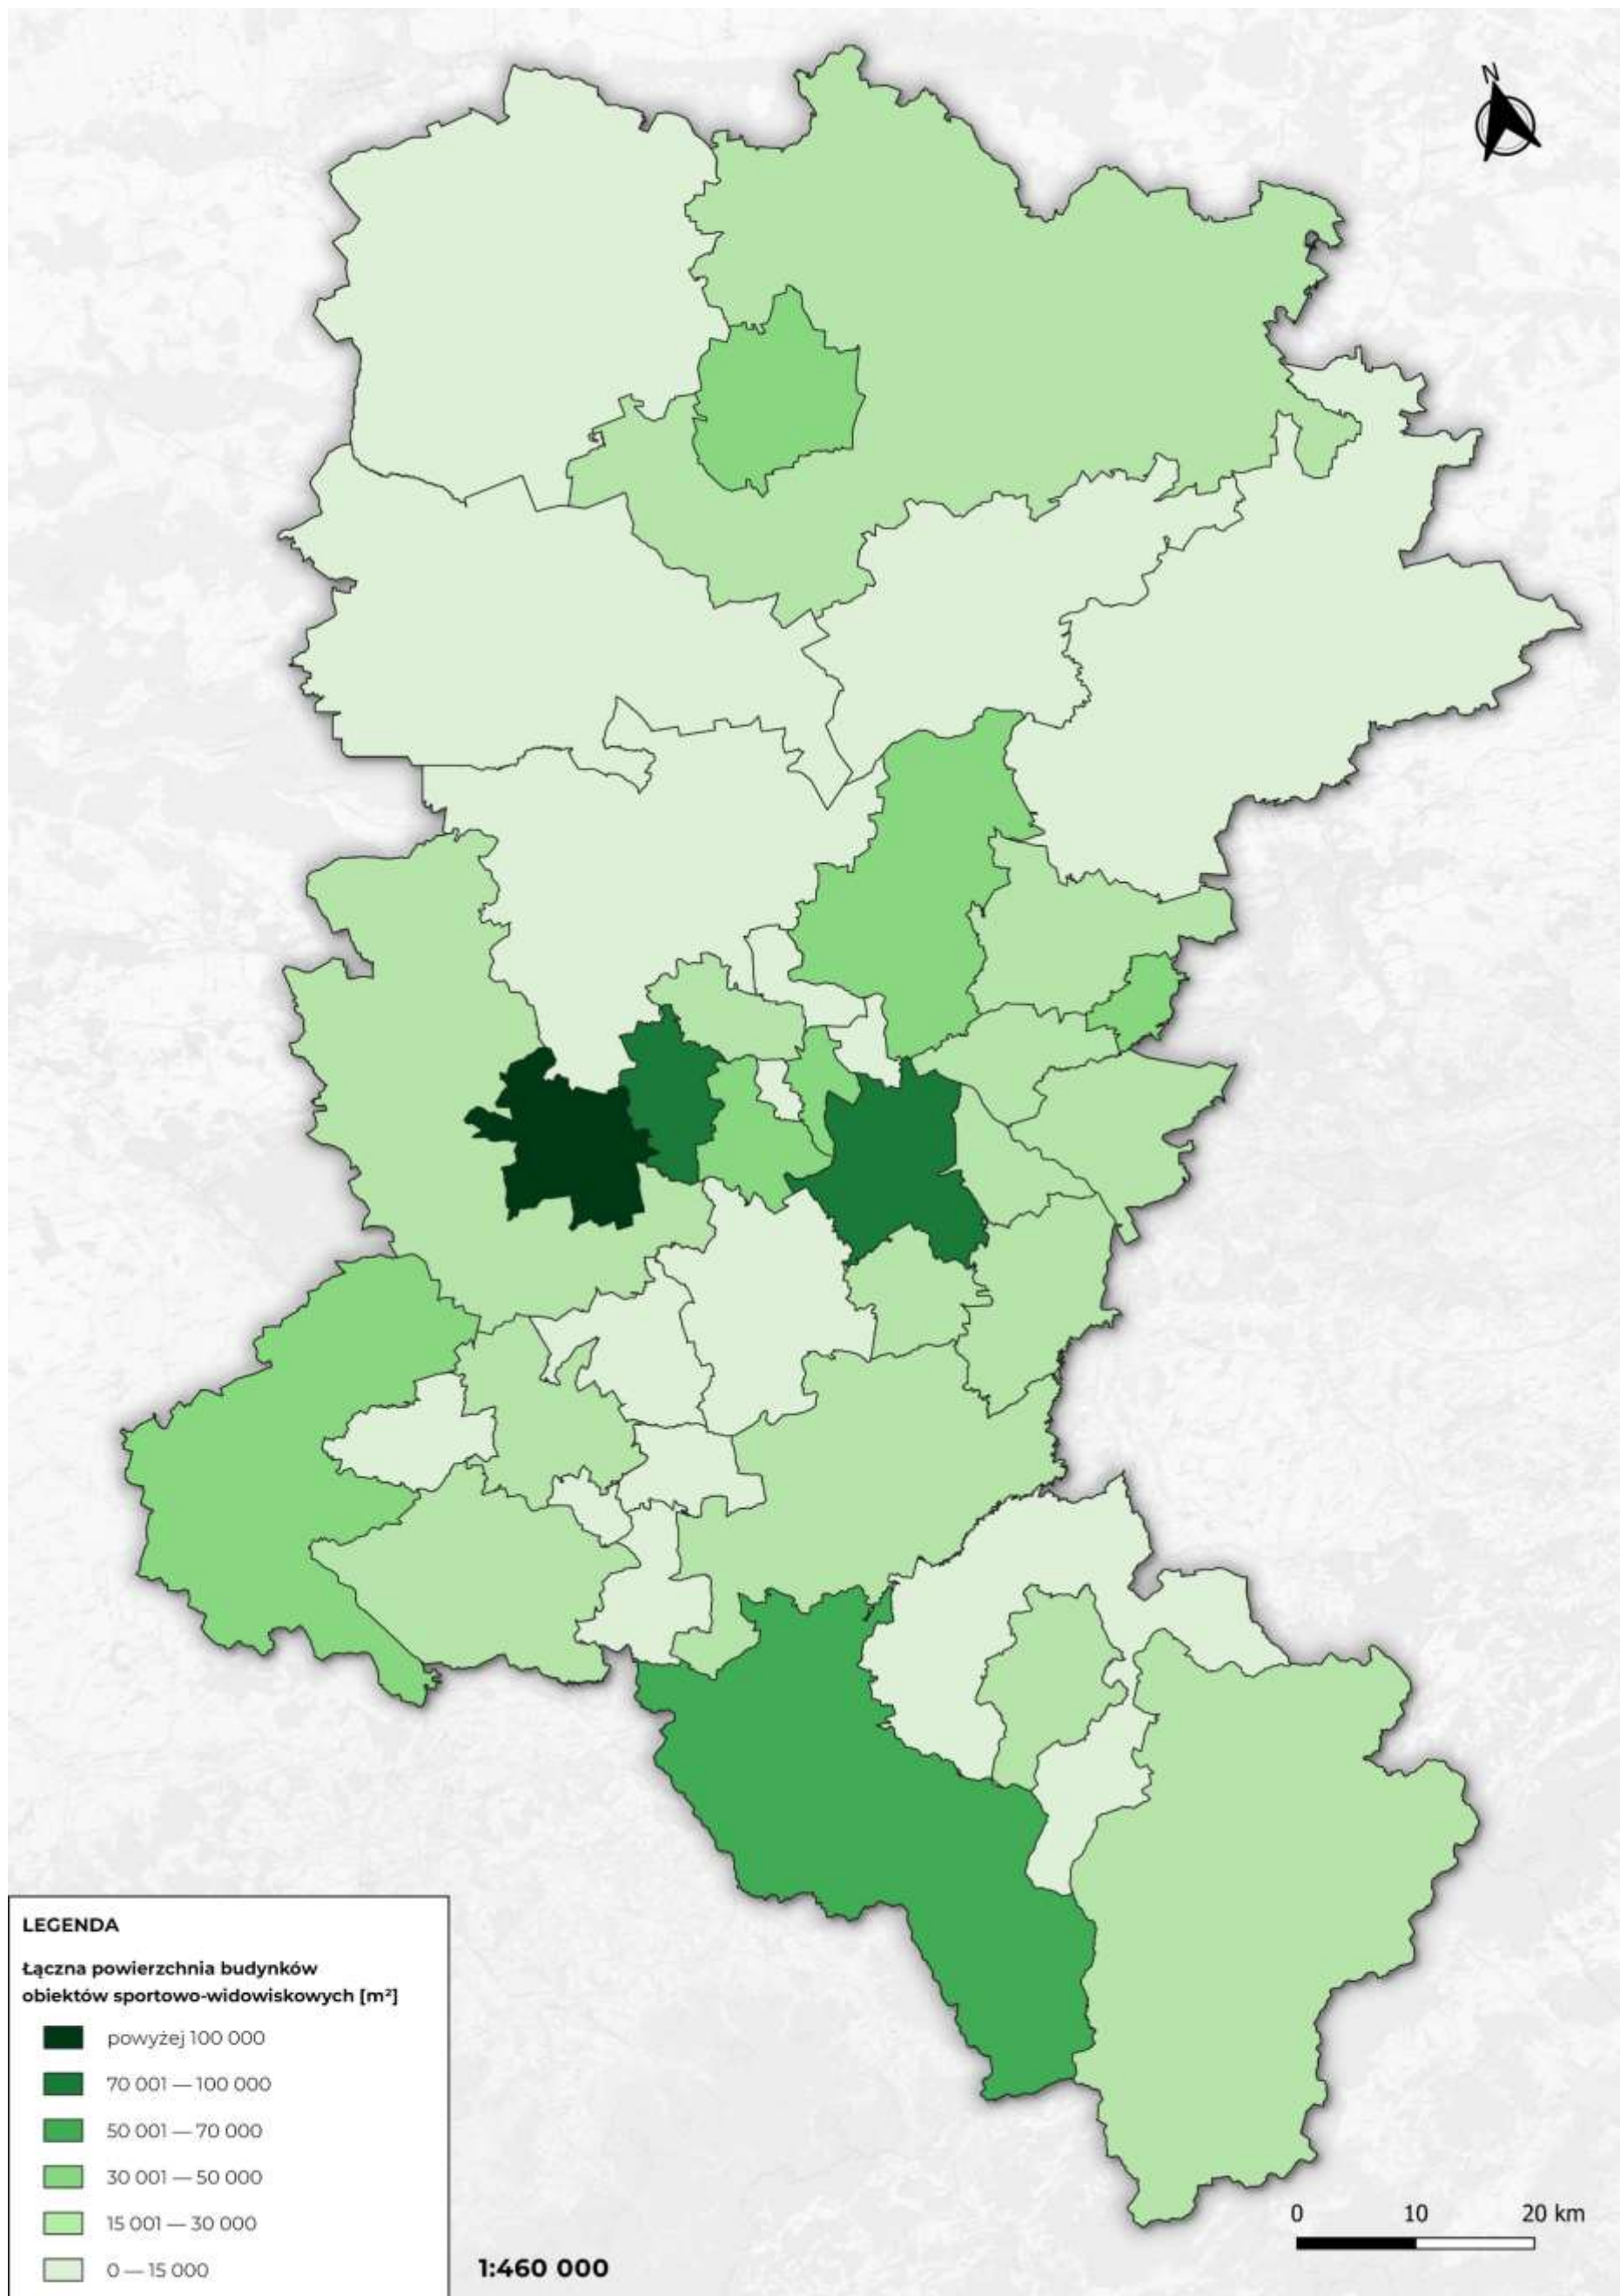 N
LEGENDA
Łączna powierzchnia budynków
obiektów sportowo-widowiskowych [m²]
powyżej 100 000
70 001 — 100 000
50 001 — 70 000
30 001 — 50 000
15 001 — 30 000
0 — 15 000
1:460 000
0 10 20 km